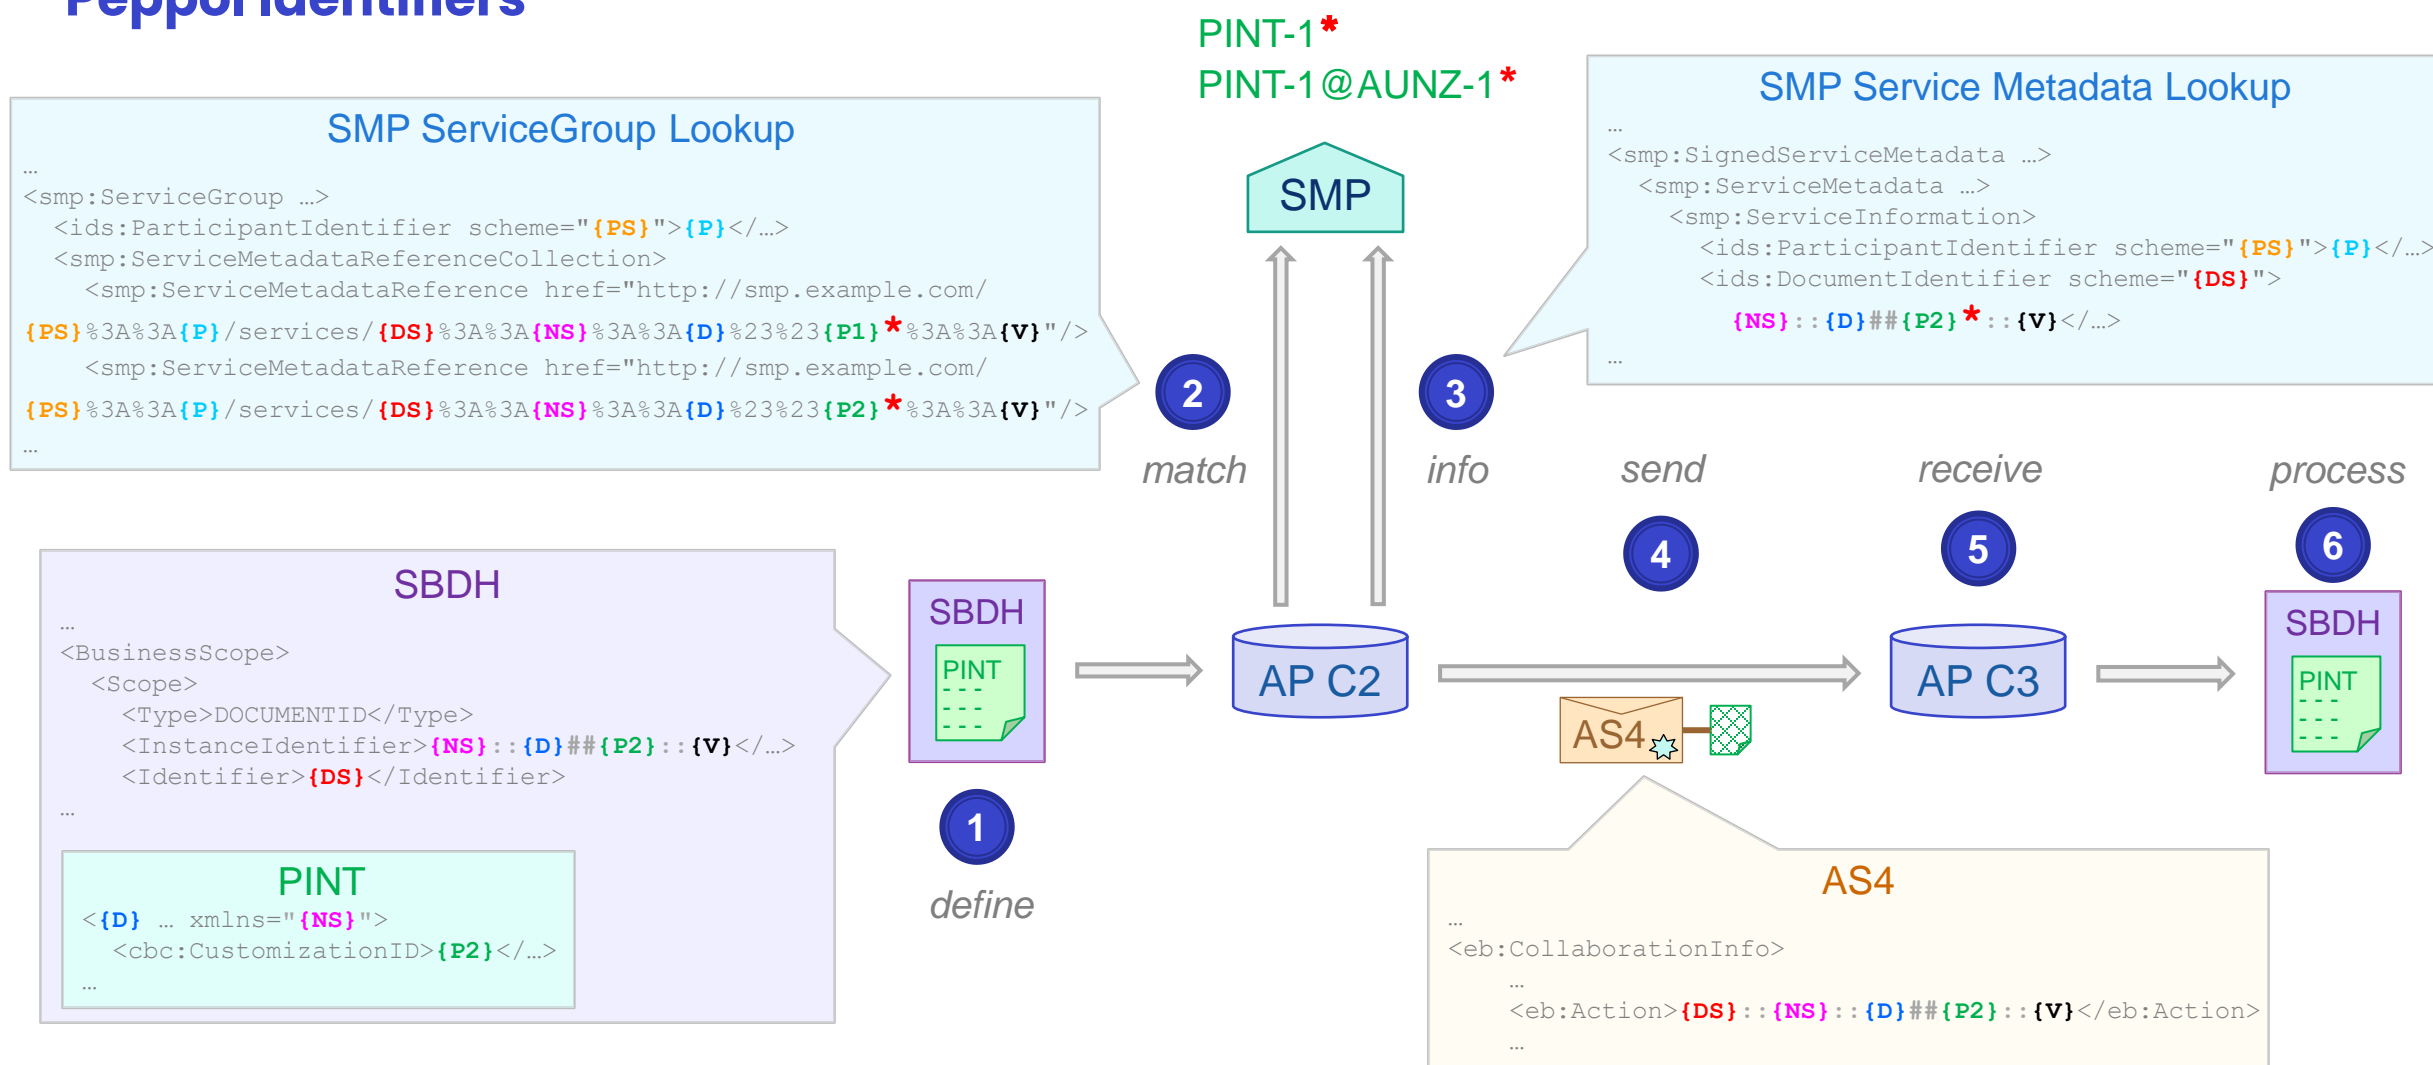 Peppol Identifiers
PINT-1*
PINT-1@AUNZ-1*
SMP ServiceGroup Lookup
…
<smp:ServiceGroup …>
<ids:ParticipantIdentifier scheme="{PS}">{P}</…>
<smp:ServiceMetadataReferenceCollection>
<smp:ServiceMetadataReference href="http://smp.example.com/
{PS}%3A%3A{P}/services/{DS}%3A%3A{NS}%3A%3A{D}%23%23{P1}*%3A%3A{V}"/>
<smp:ServiceMetadataReference href="http://smp.example.com/
{PS}%3A%3A{P}/services/{DS}%3A%3A{NS}%3A%3A{D}%23%23{P2}*%3A%3A{V}"/>
…
SMP
SMP Service Metadata Lookup
…
<smp:SignedServiceMetadata …>
<smp:ServiceMetadata …>
<smp:ServiceInformation>
<ids:ParticipantIdentifier scheme="{PS}">{P}</…>
<ids:DocumentIdentifier scheme="{DS}">
{NS}::{D}##{P2}*::{V}</…>
…
2
match
3
info
send
4
receive
5
process
6
SBDH
…
<BusinessScope>
<Scope>
<Type>DOCUMENTID</Type>
<InstanceIdentifier>{NS}::{D}##{P2}::{V}</…>
<Identifier>{DS}</Identifier>
…
PINT
<{D} … xmlns="{NS}">
<cbc:CustomizationID>{P2}</…>
…
SBDH
PINT
- - -
- - -
- - -
1
define
AP C2
AS4
AP C3
SBDH
PINT
- - -
- - -
- - -
AS4
…
<eb:CollaborationInfo>
…
<eb:Action>{DS}::{NS}::{D}##{P2}::{V}</eb:Action>
…